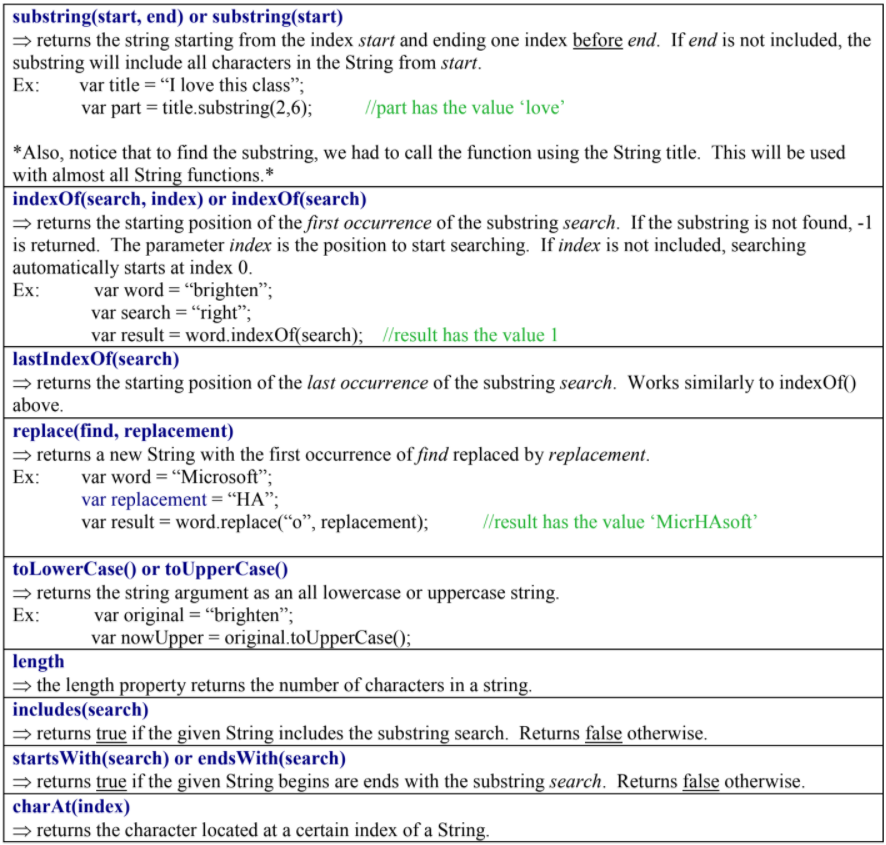 substring(start, end) or substring(start)
⇒ returns the string starting from the index start and ending one index before end.  If end is not included, the
substring will include all characters in the String from start.
Ex: var title = “I love this class”;
var part = title.substring(2,6); //part has the value ‘love’
*Also, notice that to find the substring, we had to call the function using the String title.  This will be used
with almost all String functions.*
indexOf(search, index) or indexOf(search)
⇒ returns the starting position of the first occurrence of the substring search.  If the substring is not found, -1
is returned.  The parameter index is the position to start searching.  If index is not included, searching
automatically starts at index 0.
Ex: var word = “brighten”;
var search = “right”;
var result = word.indexOf(search); //result has the value 1
lastIndexOf(search)
⇒ returns the starting position of the last occurrence of the substring search.  Works similarly to indexOf()
above.
replace(find, replacement)
⇒ returns a new String with the first occurrence of find replaced by replacement.
Ex: var word = “Microsoft”;
var replacement = “HA”;
var result = word.replace(“o”, replacement); //result has the value ‘MicrHAsoft’
toLowerCase() or toUpperCase()
⇒ returns the string argument as an all lowercase or uppercase string.
Ex: var original = “brighten”;
var nowUpper = original.toUpperCase();
length
⇒ the length property returns the number of characters in a string.
includes(search)
⇒ returns true if the given String includes the substring search.  Returns false otherwise.
startsWith(search) or endsWith(search)
⇒ returns true if the given String begins are ends with the substring search.  Returns false otherwise.
charAt(index)
⇒ returns the character located at a certain index of a String.